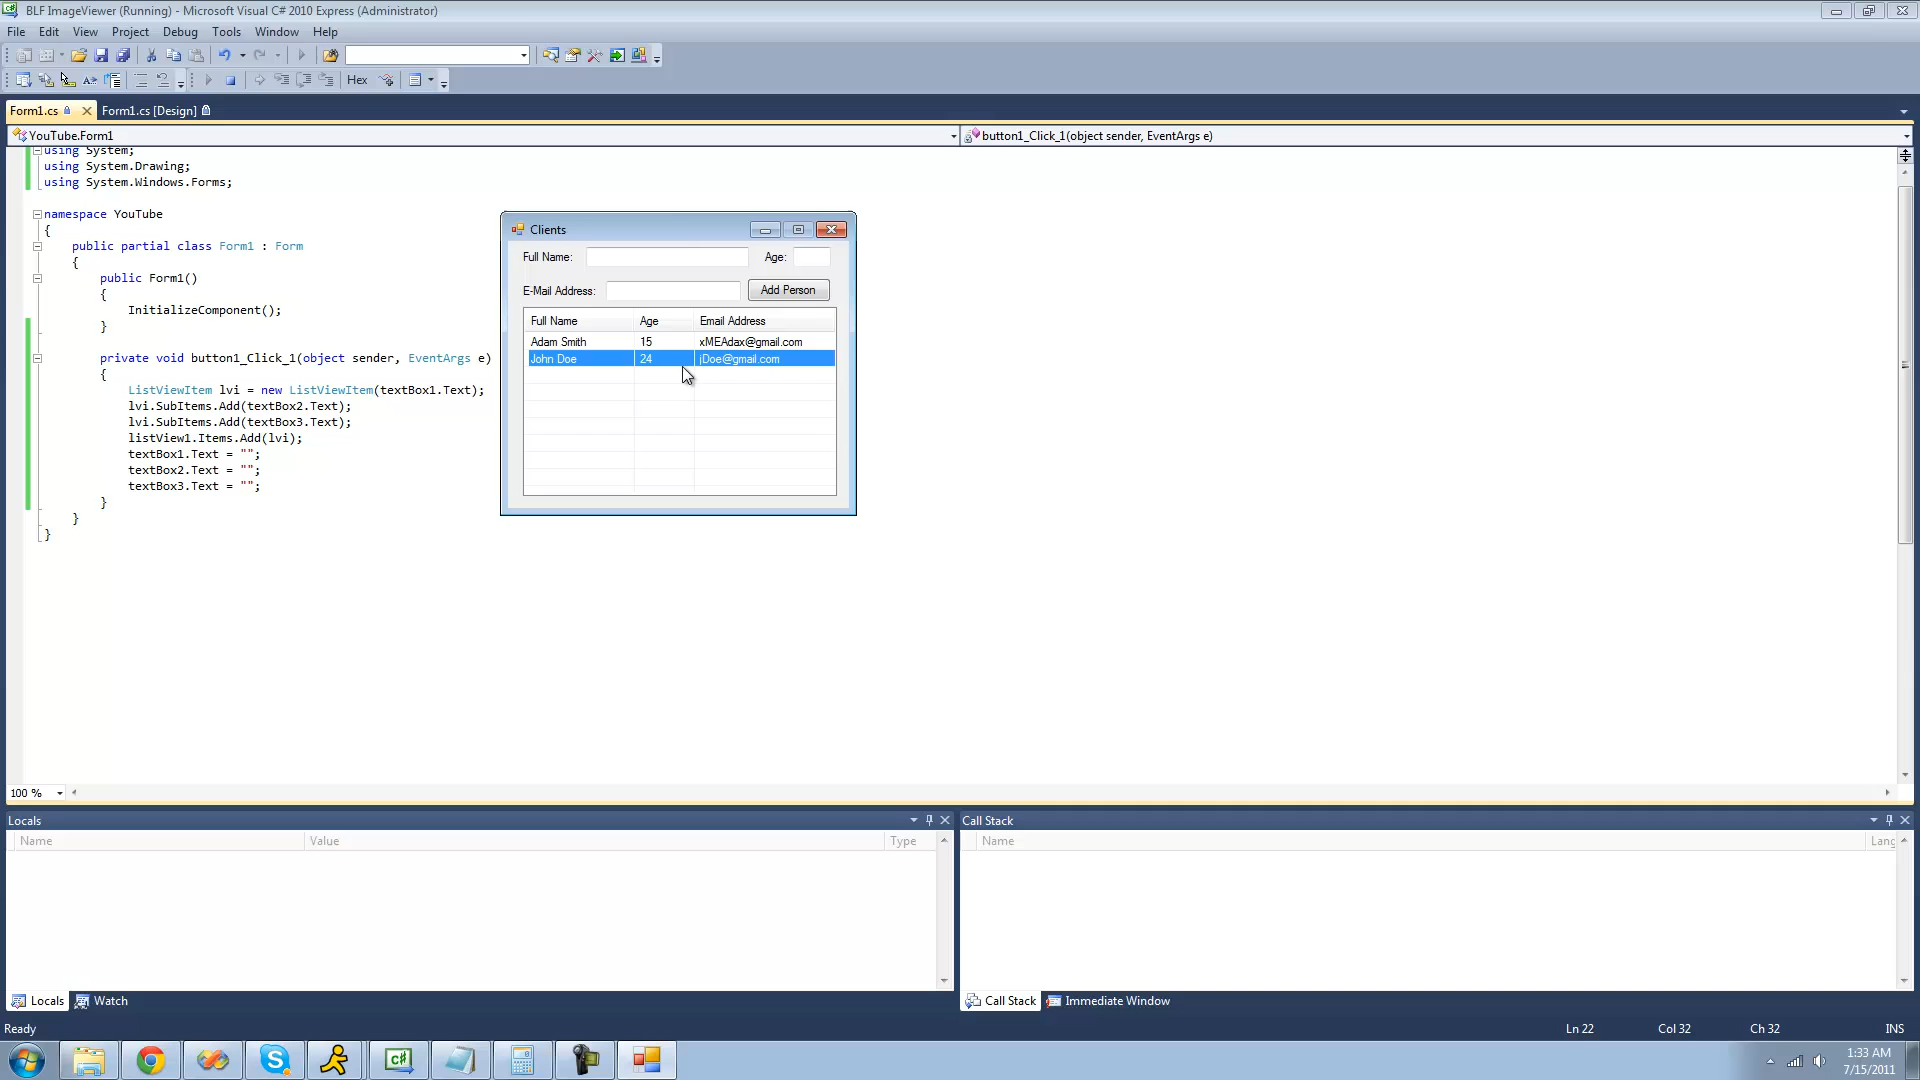 BLF ImageViewer (Running) - Microsoft Visual C# 2010 Express (Administrator)
File Edit View Project Debug Tools Window Help
Hex
Form1.cs Form1.cs [Design]
YouTube.Form1 button1_Click_1(object sender, EventArgs e)
using System;
using System.Drawing;
using System.Windows.Forms;
namespace YouTube
{
public partial class Form1 : Form
{
public Form1()
{
InitializeComponent();
}
private void button1_Click_1(object sender, EventArgs e)
{
ListViewItem lvi = new ListViewItem(textBox1.Text);
lvi.SubItems.Add(textBox2.Text);
lvi.SubItems.Add(textBox3.Text);
listView1.Items.Add(lvi);
textBox1.Text = "";
textBox2.Text = "";
textBox3.Text = "";
}
}
}
Clients
Full Name: Age:
E-Mail Address: Add Person
Full Name Age Email Address
Adam Smith 15 xMEAdax@gmail.com
John Doe 24 jDoe@gmail.com
100 %
Locals Call Stack
Name Value Type Name Lang
Locals Watch Call Stack Immediate Window
Ready Ln 22 Col 32 Ch 32 INS
1:33 AM
7/15/2011